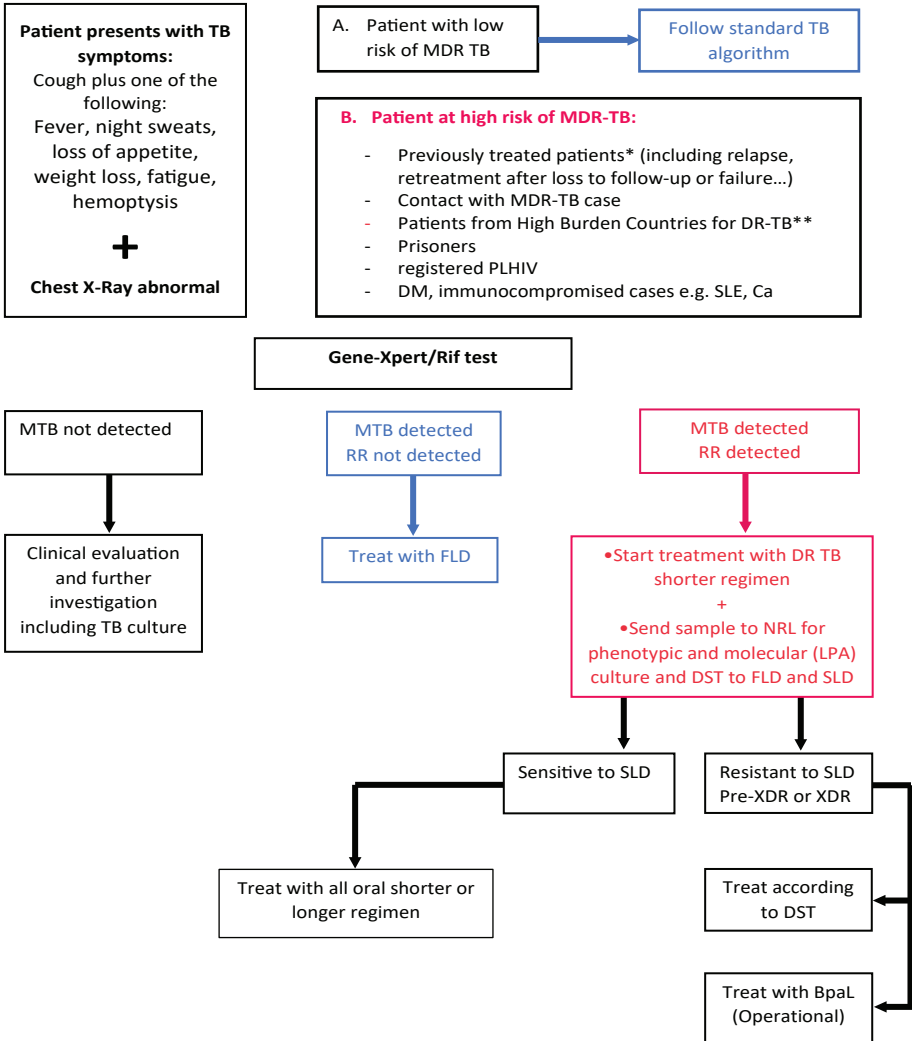 Patient presents with TB
symptoms:
Cough plus one of the
following:
Fever, night sweats,
loss of appetite,
weight loss, fatigue,
hemoptysis
+
Chest X-Ray abnormal
A. Patient with low
risk of MDR TB
Follow standard TB
algorithm
B. Patient at high risk of MDR-TB:
- Previously treated patients* (including relapse,
retreatment after loss to follow-up or failure...)
- Contact with MDR-TB case
- Patients from High Burden Countries for DR-TB**
- Prisoners
- registered PLHIV
- DM, immunocompromised cases e.g. SLE, Ca
Gene-Xpert/Rif test
MTB not detected
MTB detected
RR not detected
MTB detected
RR detected
Clinical evaluation
and further
investigation
including TB culture
Treat with FLD
•Start treatment with DR TB
shorter regimen
+
•Send sample to NRL for
phenotypic and molecular (LPA)
culture and DST to FLD and SLD
Sensitive to SLD
Resistant to SLD
Pre-XDR or XDR
Treat with all oral shorter or
longer regimen
Treat according
to DST
Treat with BpaL
(Operational)